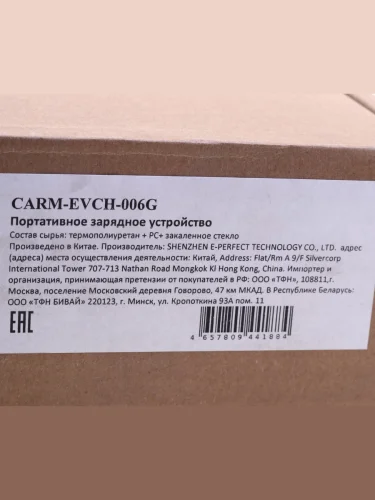 CARM-EVCH-006G
Портативное зарядное устройство
Состав сырья: термополиуретан + PC+ закаленное стекло
Произведено в Китае. Производитель: SHENZHEN E-PERFECT TECHNOLOGY CO., LTD. адрес
(адреса) места осуществления деятельности: Китай, Address: Flat/Rm A 9/F Silvercorp
International Tower 707-713 Nathan Road Mongkok Kl Hong Kong, China. Импортер и
организация, принимающая претензии от покупателей в РФ: ООО «ТФН», 108811,г.
Москва, поселение Московский деревня Говорово, 47 км МКАД. В Республике Беларусь:
ООО «ТФН БИВАЙ» 220123, г. Минск, ул. Кропоткина 93А пом. 11
EAC
4 657809 441884